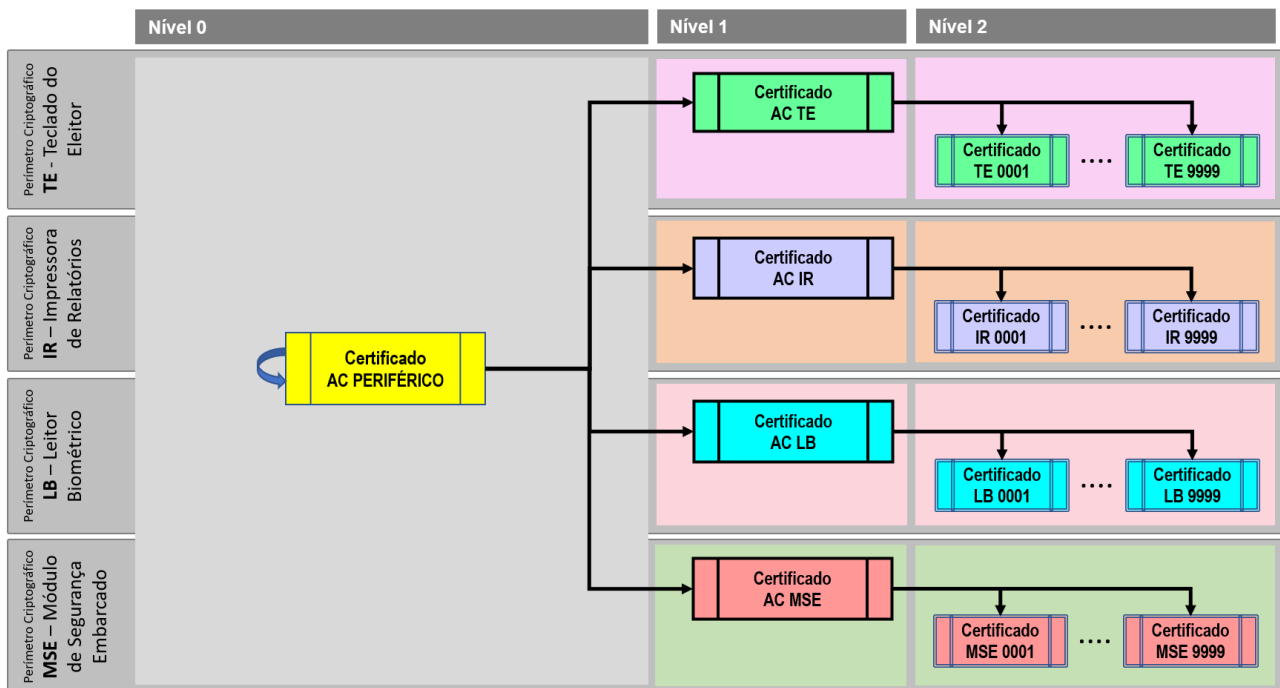 Nível 0
Nível 1
Nível 2
Perímetro Criptográfico
TE - Teclado do
Eleitor
Certificado
AC TE
Certificado
TE 0001
....
Certificado
TE 9999
Perímetro Criptográfico
IR – Impressora
de Relatórios
Certificado
AC IR
Certificado
IR 0001
....
Certificado
IR 9999
Certificado
AC PERIFÉRICO
Perímetro Criptográfico
LB – Leitor
Biométrico
Certificado
AC LB
Certificado
LB 0001
....
Certificado
LB 9999
Perímetro Criptográfico
MSE – Módulo
de Segurança
Embarcado
Certificado
AC MSE
Certificado
MSE 0001
....
Certificado
MSE 9999